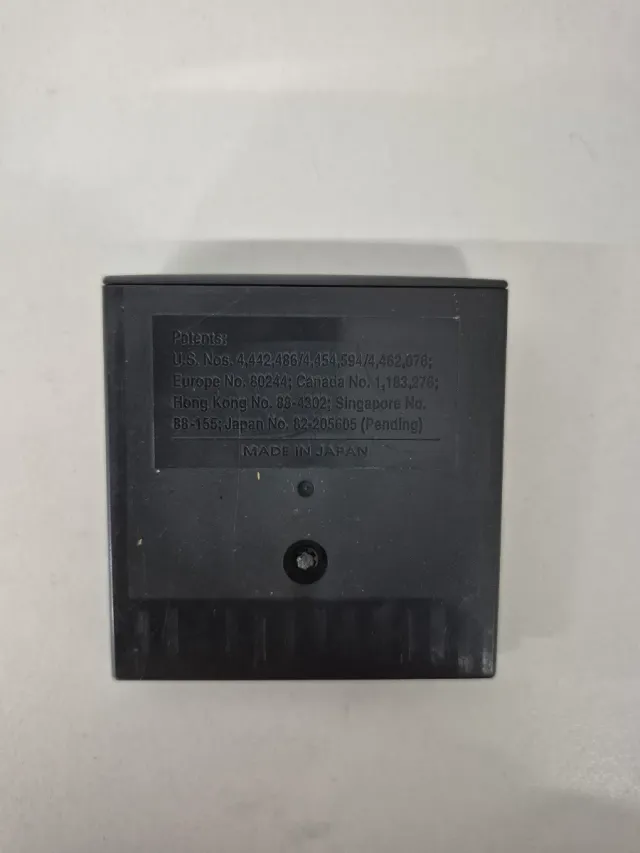 Patents:
U.S. Nos. 4,442,486/4,454,594/4,462,076;
Europe No. 80244; Canada No. 1,183,276;
Hong Kong No. 88-4302; Singapore No.
88-155; Japan No. 82-205605 (Pending)
MADE IN JAPAN